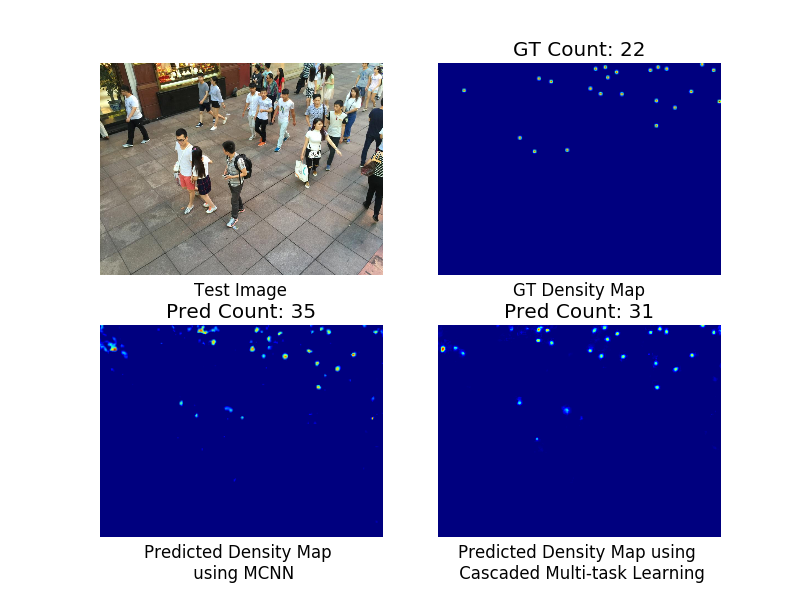 GT Count: 22
Test Image
GT Density Map
Pred Count: 35
Pred Count: 31
Predicted Density Map
using MCNN
Predicted Density Map using
Cascaded Multi-task Learning